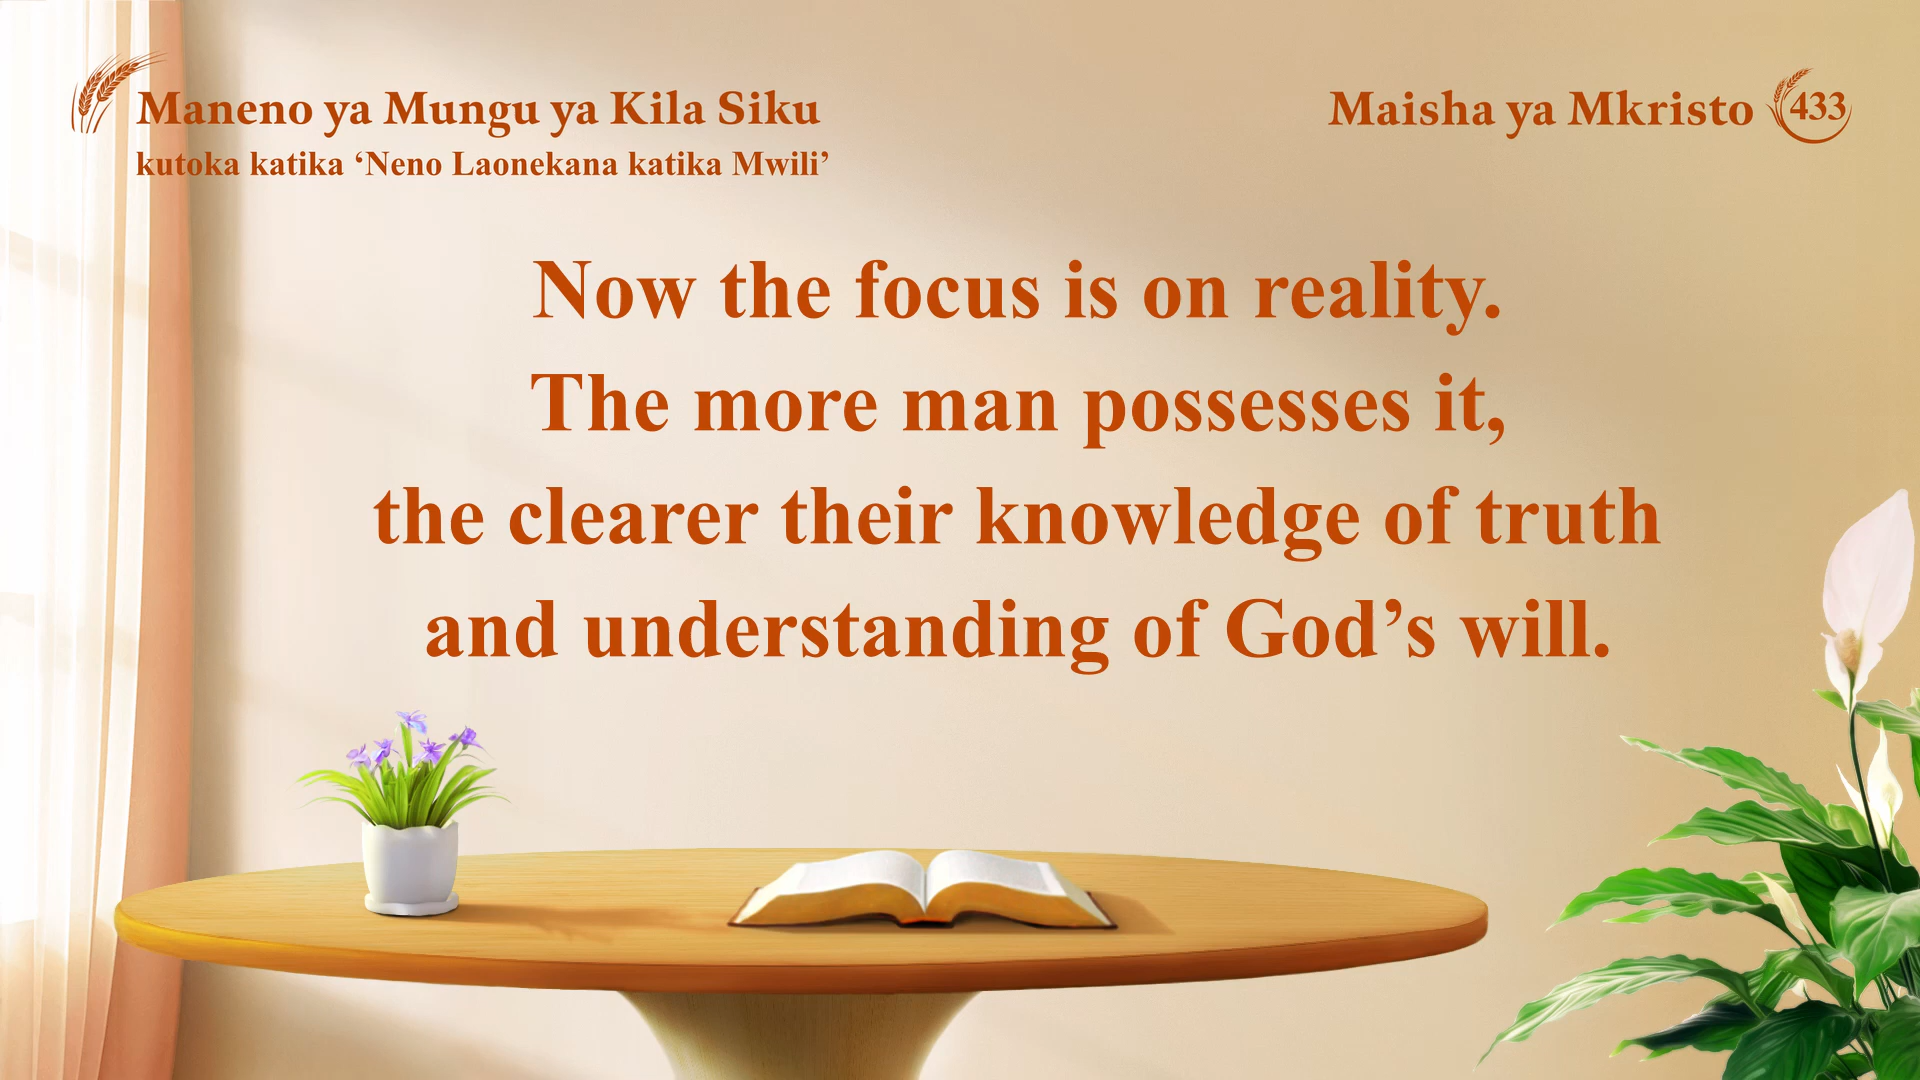 Maneno ya Mungu ya Kila Siku
kutoka katika ‘Neno Laonekana katika Mwili’
Maisha ya Mkristo 433
Now the focus is on reality.
The more man possesses it,
the clearer their knowledge of truth
and understanding of God’s will.